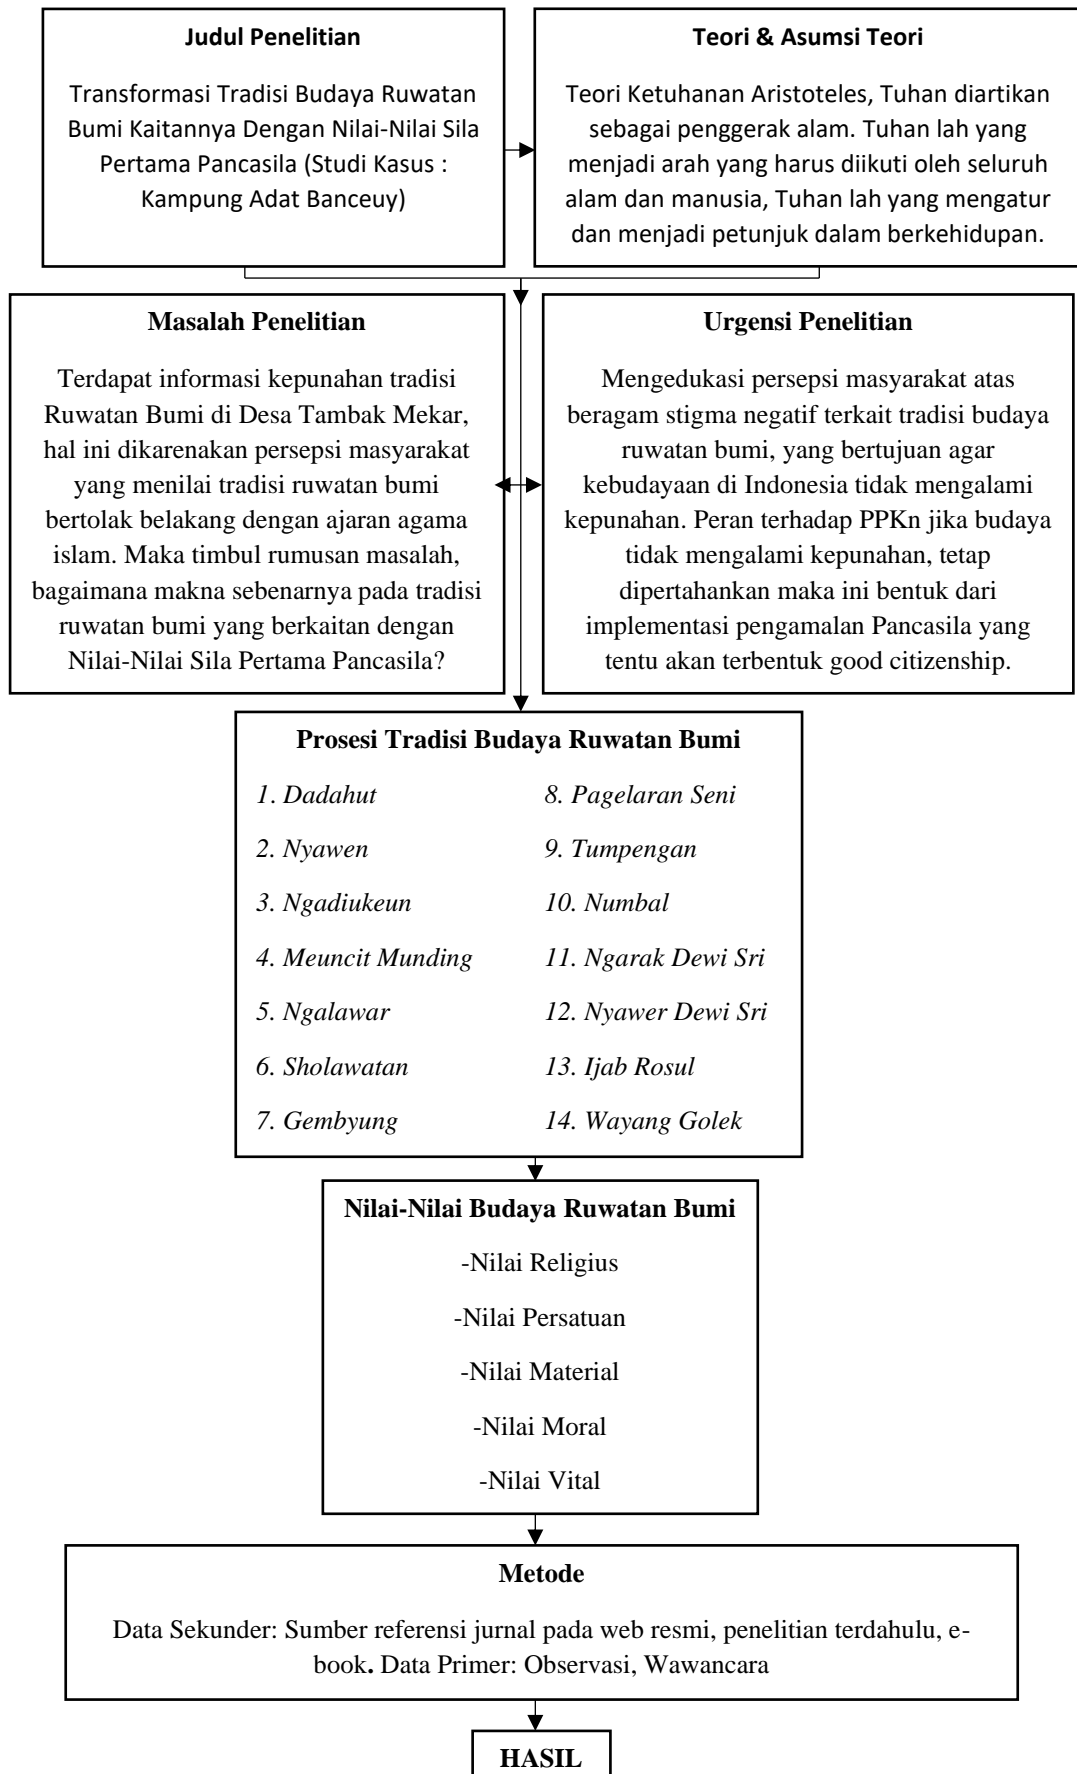 Judul Penelitian
Transformasi Tradisi Budaya Ruwatan
Bumi Kaitannya Dengan Nilai-Nilai Sila
Pertama Pancasila (Studi Kasus :
Kampung Adat Banceuy)
Teori & Asumsi Teori
Teori Ketuhanan Aristoteles, Tuhan diartikan
sebagai penggerak alam. Tuhan lah yang
menjadi arah yang harus diikuti oleh seluruh
alam dan manusia, Tuhan lah yang mengatur
dan menjadi petunjuk dalam berkehidupan.
Masalah Penelitian
Terdapat informasi kepunahan tradisi
Ruwatan Bumi di Desa Tambak Mekar,
hal ini dikarenakan persepsi masyarakat
yang menilai tradisi ruwatan bumi
bertolak belakang dengan ajaran agama
islam. Maka timbul rumusan masalah,
bagaimana makna sebenarnya pada tradisi
ruwatan bumi yang berkaitan dengan
Nilai-Nilai Sila Pertama Pancasila?
Urgensi Penelitian
Mengedukasi persepsi masyarakat atas
beragam stigma negatif terkait tradisi budaya
ruwatan bumi, yang bertujuan agar
kebudayaan di Indonesia tidak mengalami
kepunahan. Peran terhadap PPKn jika budaya
tidak mengalami kepunahan, tetap
dipertahankan maka ini bentuk dari
implementasi pengamalan Pancasila yang
tentu akan terbentuk good citizenship.
Prosesi Tradisi Budaya Ruwatan Bumi
1. Dadahut
2. Nyawen
3. Ngadiukeun
4. Meuncit Munding
5. Ngalawar
6. Sholawatan
7. Gembyung
8. Pagelaran Seni
9. Tumpengan
10. Numbal
11. Ngarak Dewi Sri
12. Nyawer Dewi Sri
13. Ijab Rosul
14. Wayang Golek
Nilai-Nilai Budaya Ruwatan Bumi
-Nilai Religius
-Nilai Persatuan
-Nilai Material
-Nilai Moral
-Nilai Vital
Metode
Data Sekunder: Sumber referensi jurnal pada web resmi, penelitian terdahulu, e-
book. Data Primer: Observasi, Wawancara
HASIL